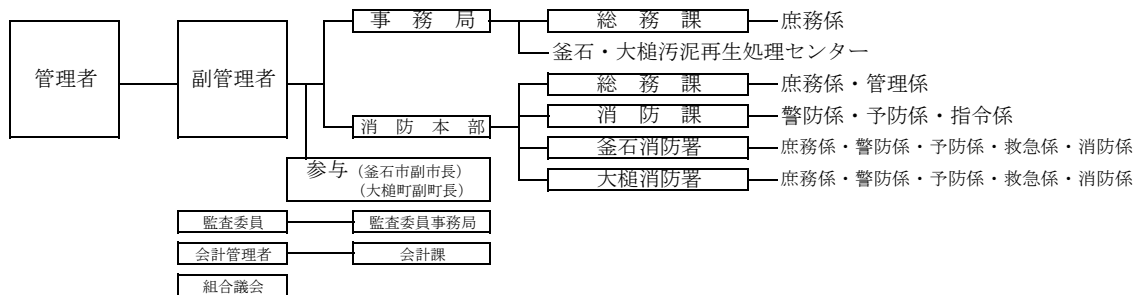 事務局 総務課 庶務係
釜石・大槌汚泥再生処理センター
管理者 副管理者
総務課 庶務係・管理係
消防課 警防係・予防係・指令係
消防本部
釜石消防署 庶務係・警防係・予防係・救急係・消防係
参与（釜石市副市長）
（大槌町副町長）
大槌消防署 庶務係・警防係・予防係・救急係・消防係
監査委員 監査委員事務局
会計管理者 会計課
組合議会